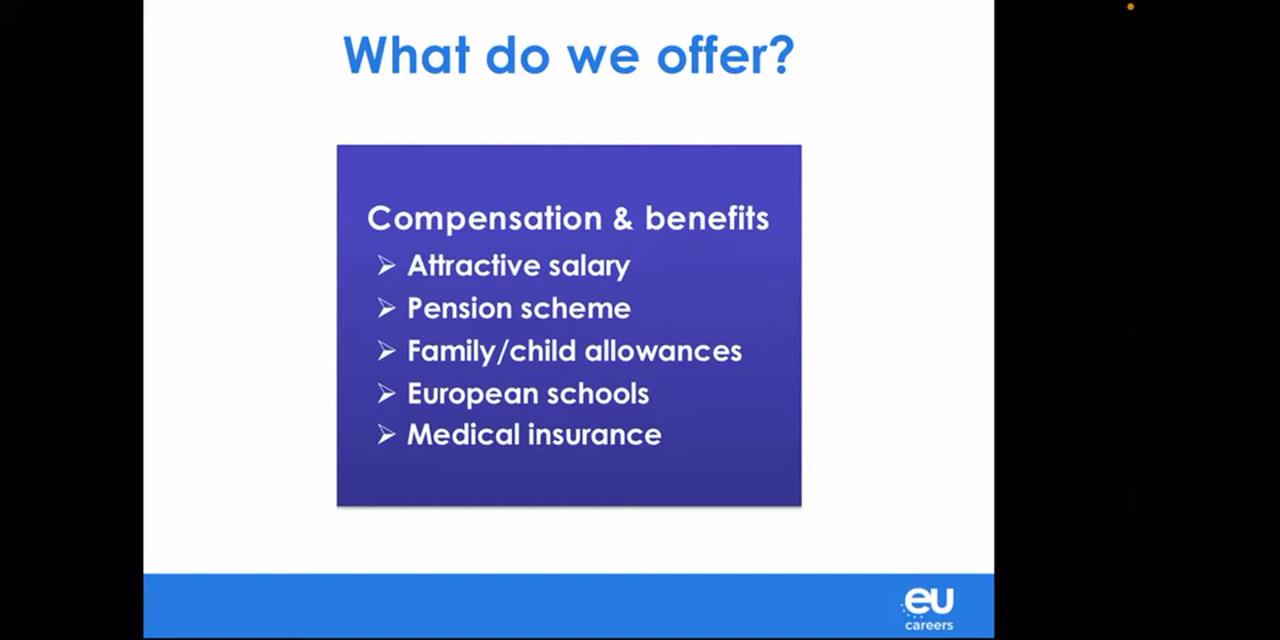 What do we offer?
Compensation & benefits
Attractive salary
Pension scheme
Family/child allowances
European schools
Medical insurance
eu
careers